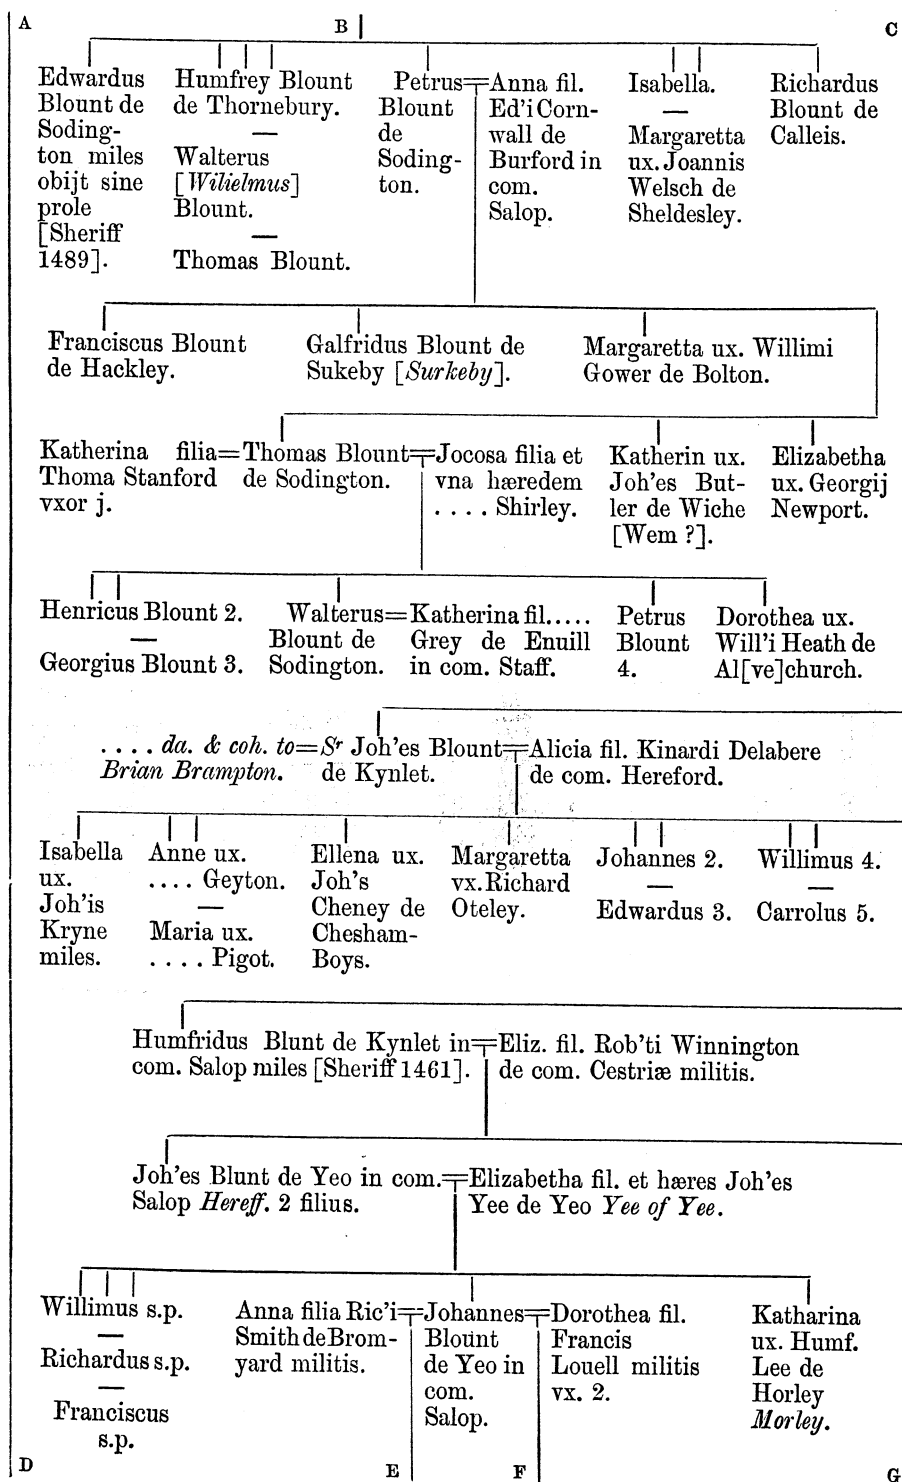 A B C
Edwardus
Blount de
Soding-
ton miles
obijt sine
prole
[Sheriff
1489].
Humfrey Blount
de Thornebury.
—
Walterus
[Wilielmus]
Blount.
—
Thomas Blount.
Petrus=
Blount
de
Soding-
ton.
Anna fil.
Ed'i Corn-
wall de
Burford in
com.
Salop.
Isabella.
—
Margaretta
ux. Joannis
Welsch de
Sheldesley.
Richardus
Blount de
Calleis.
Franciscus Blount
de Hackley.
Galfridus Blount de
Sukeby [Surkeby].
Margaretta ux. Willimi
Gower de Bolton.
Katherina filia=
Thoma Stanford
vxor j.
Thomas Blount=
de Sodington.
Jocosa filia et
vna hæredem
. . . . Shirley.
Katherin ux.
Joh'es But-
ler de Wiche
[Wem ?].
Elizabetha
ux. Georgij
Newport.
Henricus Blount 2.
—
Georgius Blount 3.
Walterus=
Blount de
Sodington.
Katherina fil.....
Grey de Enuill
in com. Staff.
Petrus
Blount
4.
Dorothea ux.
Will'i Heath de
Al[ve]church.
. . . . da. & coh. to=
Brian Brampton.
Sr Joh'es Blount=
de Kynlet.
Alicia fil. Kinardi Delabere
de com. Hereford.
Isabella
ux.
Joh'is
Kryne
miles.
Anne ux.
. . . . Geyton.
—
Maria ux.
. . . . Pigot.
Ellena ux.
Joh's
Cheney de
Chesham-
Boys.
Margaretta
vx. Richard
Oteley.
Johannes 2.
—
Edwardus 3.
Willimus 4.
—
Carrolus 5.
Humfridus Blunt de Kynlet in=
com. Salop miles [Sheriff 1461].
Eliz. fil. Rob'ti Winnington
de com. Cestriæ militis.
Joh'es Blunt de Yeo in com.=
Salop Hereff. 2 filius.
Elizabetha fil. et hæres Joh'es
Yee de Yeo Yee of Yee.
Willimus s.p.
—
Richardus s.p.
—
Franciscus
s.p.
Anna filia Ric'i=
Smith de Brom-
yard militis.
Johannes=
Blount
de Yeo in
com.
Salop.
Dorothea fil.
Francis
Louell militis
vx. 2.
Katharina
ux. Humf.
Lee de
Horley
Morley.
D E F G